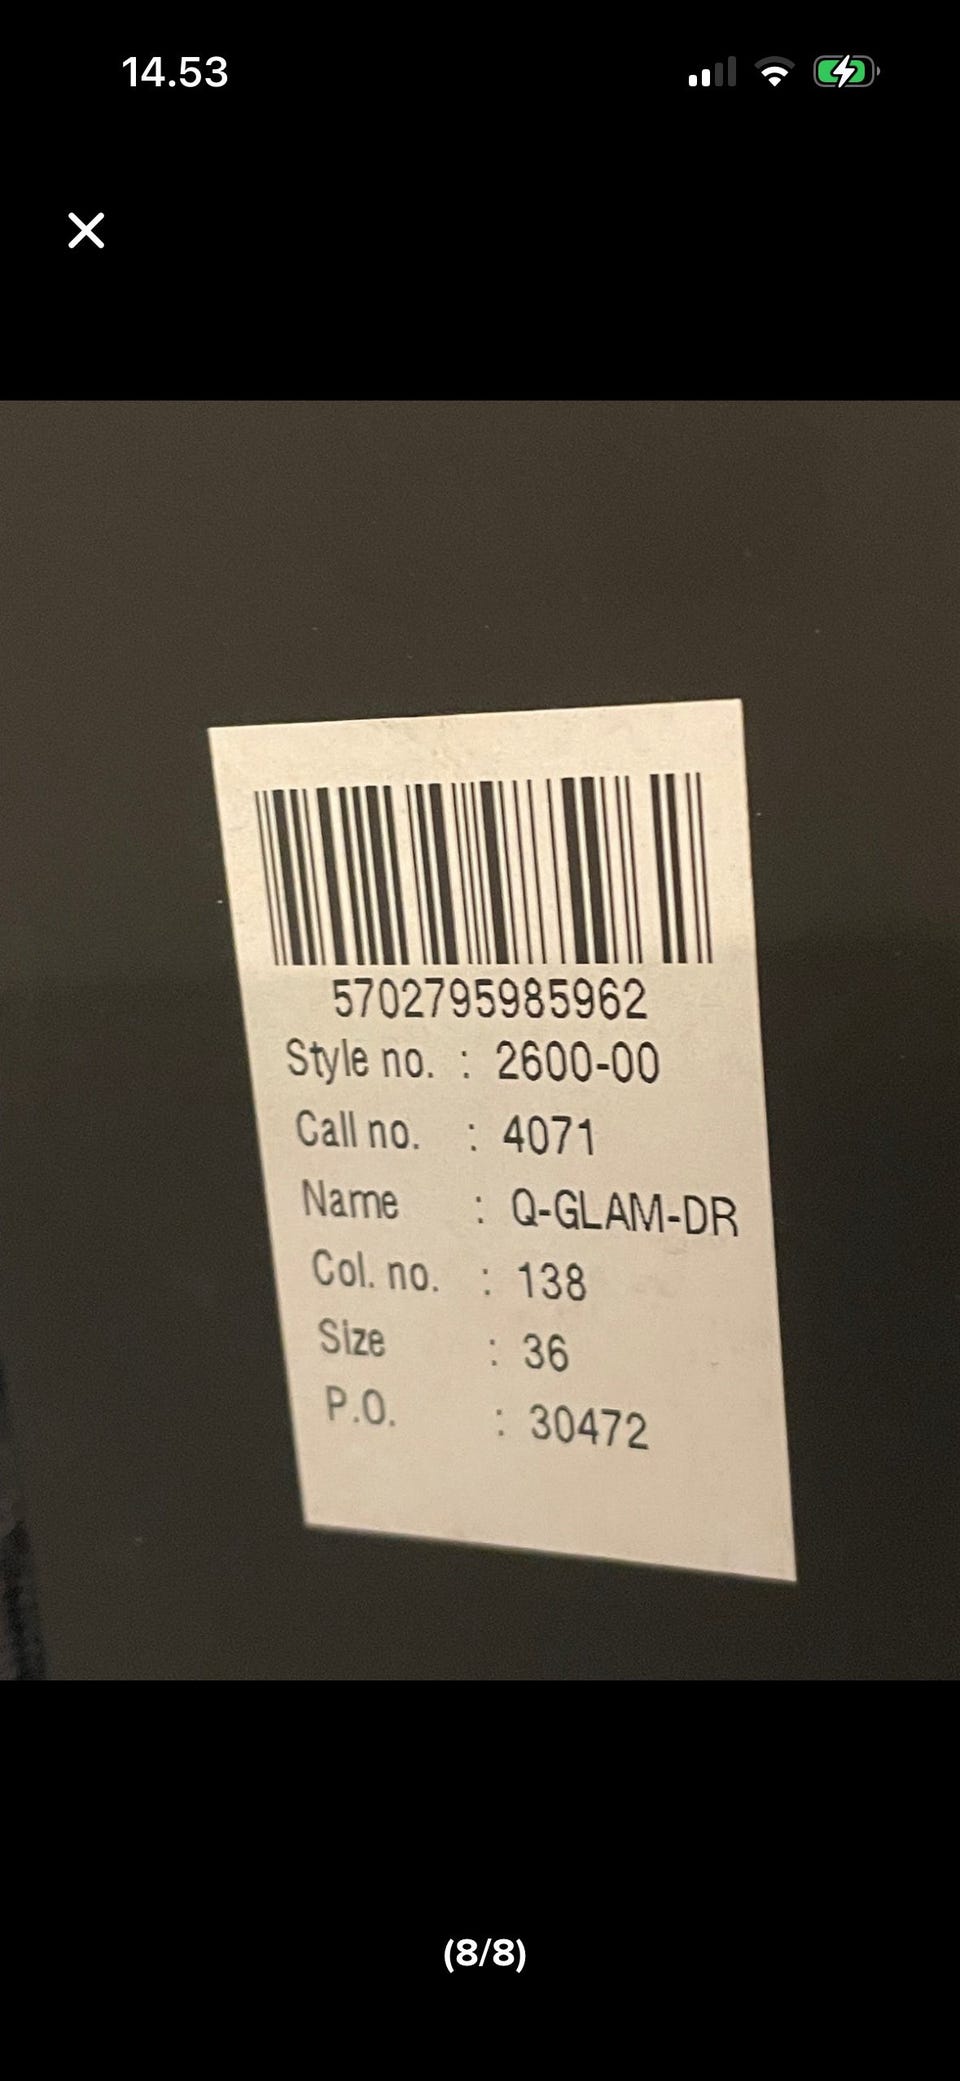 14.53
5702795985962
Style no. : 2600-00
Call no. : 4071
Name : Q-GLAM-DR
Col. no. : 138
Size : 36
P.O. : 30472
(8/8)